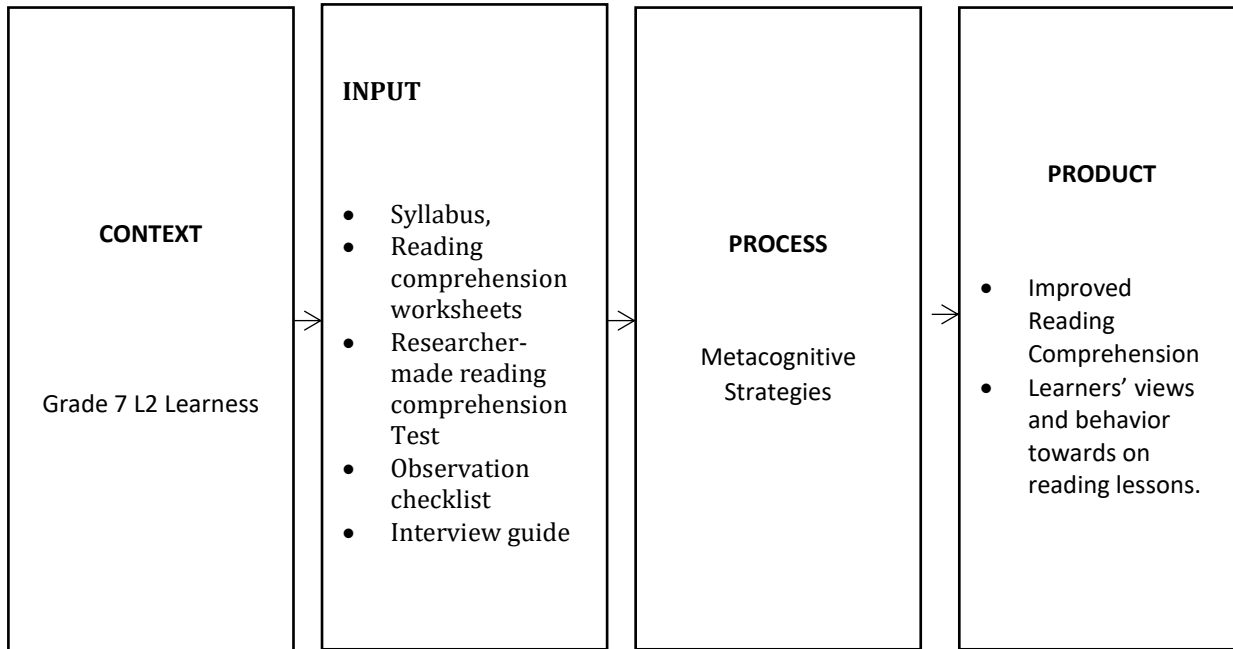 CONTEXT
Grade 7 L2 Learness
INPUT
• Syllabus,
• Reading
comprehension
worksheets
• Researcher-
made reading
comprehension
Test
• Observation
checklist
• Interview guide
PROCESS
Metacognitive
Strategies
PRODUCT
• Improved
Reading
Comprehension
• Learners’ views
and behavior
towards on
reading lessons.